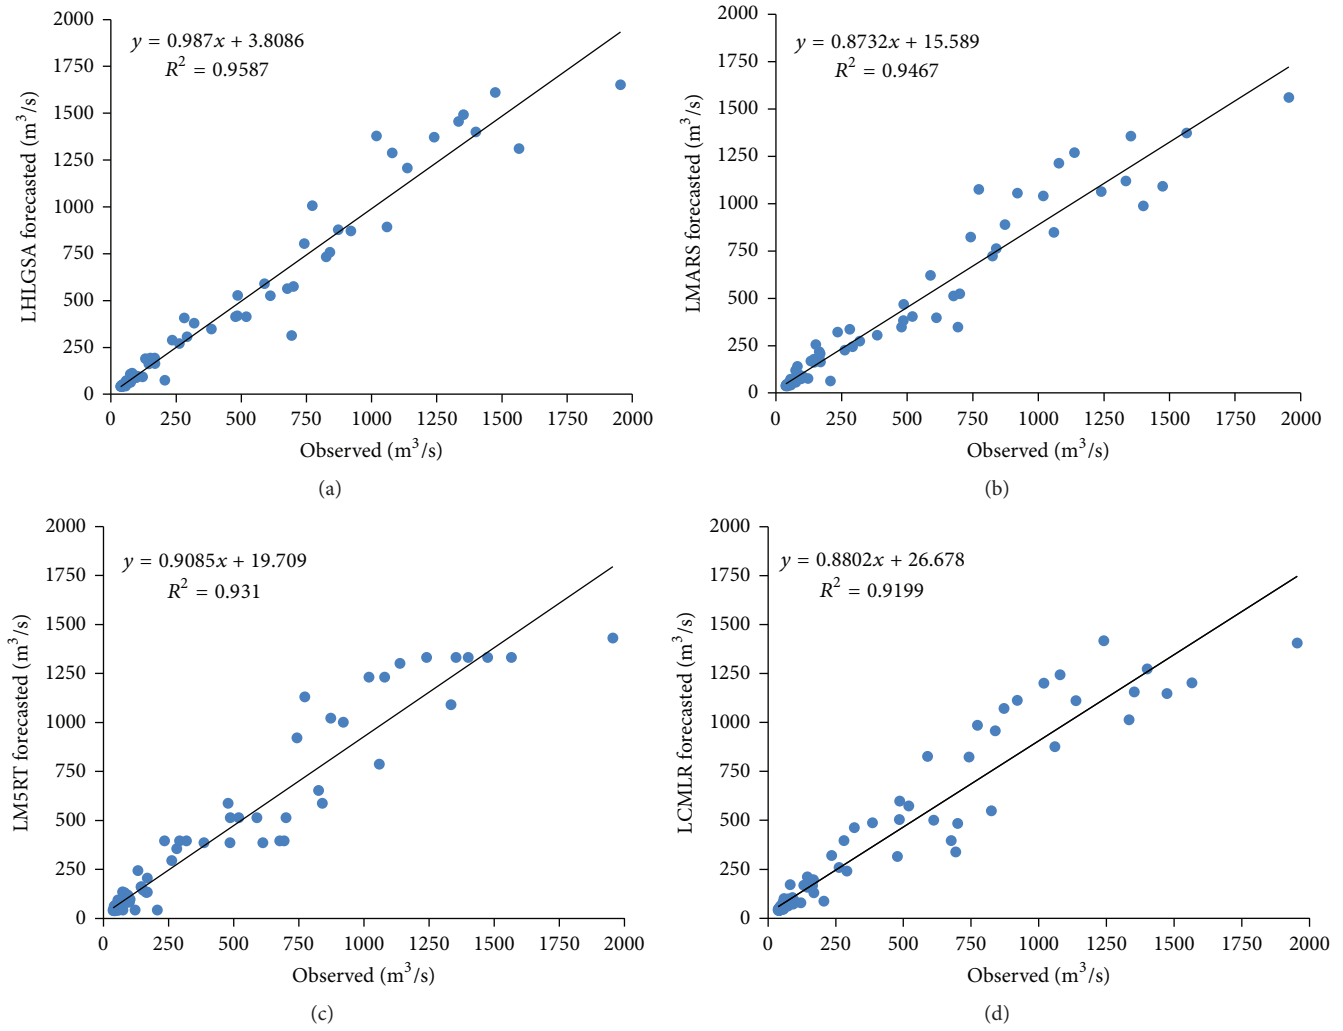 2000
1750
1500
1250
1000
750
500
250
0
LHLGSA forecasted (m³/s)
y = 0.987x + 3.8086
R² = 0.9587
0 250 500 750 1000 1250 1500 1750 2000
Observed (m³/s)
(a)
2000
1750
1500
1250
1000
750
500
250
0
LMARS forecasted (m³/s)
y = 0.8732x + 15.589
R² = 0.9467
0 250 500 750 1000 1250 1500 1750 2000
Observed (m³/s)
(b)
2000
1750
1500
1250
1000
750
500
250
0
LM5RT forecasted (m³/s)
y = 0.9085x + 19.709
R² = 0.931
0 250 500 750 1000 1250 1500 1750 2000
Observed (m³/s)
(c)
2000
1750
1500
1250
1000
750
500
250
0
LCMLR forecasted (m³/s)
y = 0.8802x + 26.678
R² = 0.9199
0 250 500 750 1000 1250 1500 1750 2000
Observed (m³/s)
(d)